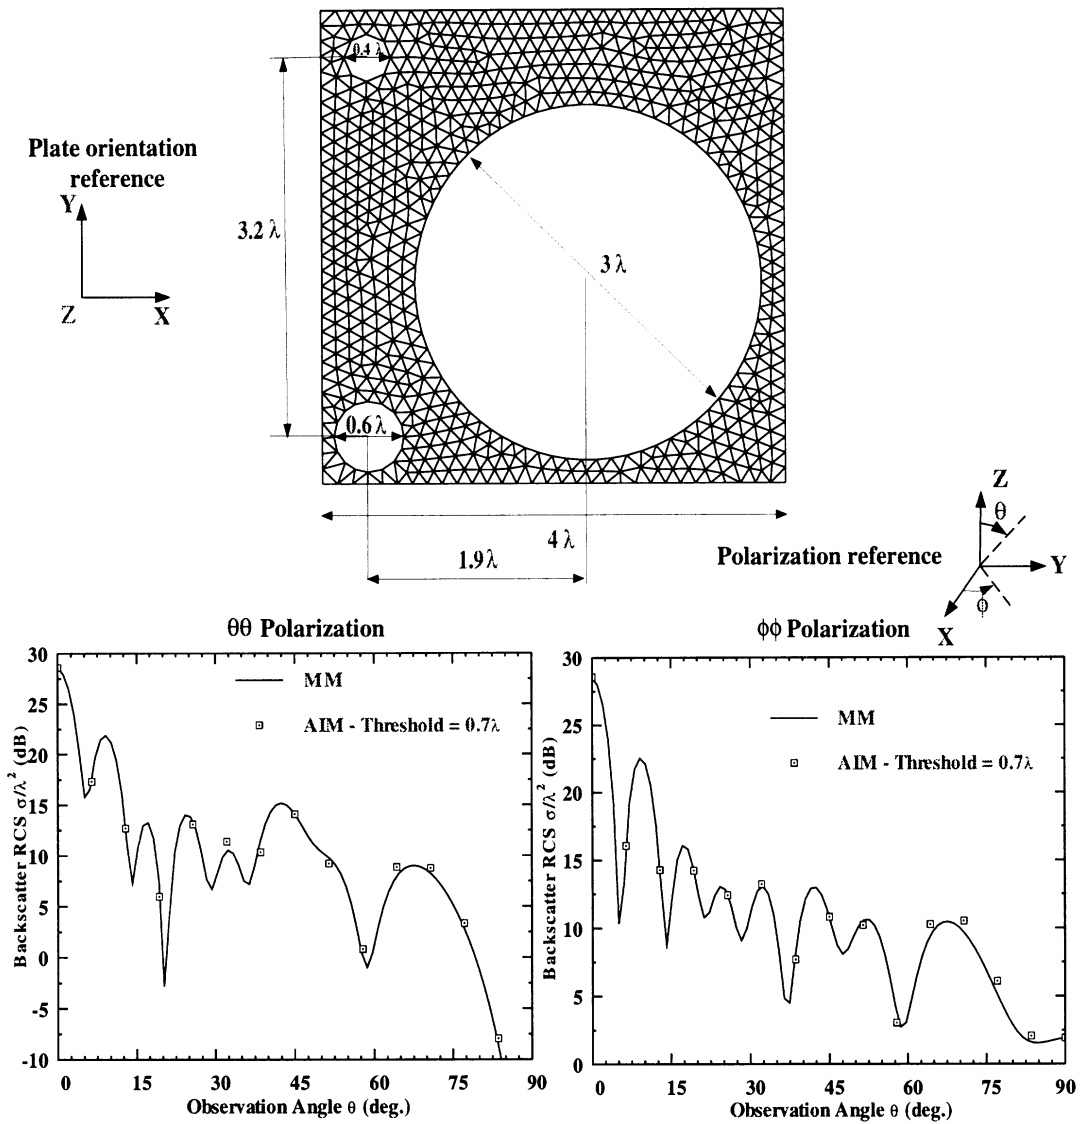 0.4 λ
Plate orientation
reference
Y
3.2 λ
3 λ
Z X
0.6 λ
Z
θ
4 λ
Polarization reference
Y
1.9 λ
ϕ
X
θθ Polarization
ϕϕ Polarization
30
25
20
15
10
5
0
-5
-10
Backscatter RCS σ/λ² (dB)
MM
AIM - Threshold = 0.7λ
0 15 30 45 60 75 90
Observation Angle θ (deg.)
30
25
20
15
10
5
0
Backscatter RCS σ/λ² (dB)
MM
AIM - Threshold = 0.7λ
0 15 30 45 60 75 90
Observation Angle θ (deg.)